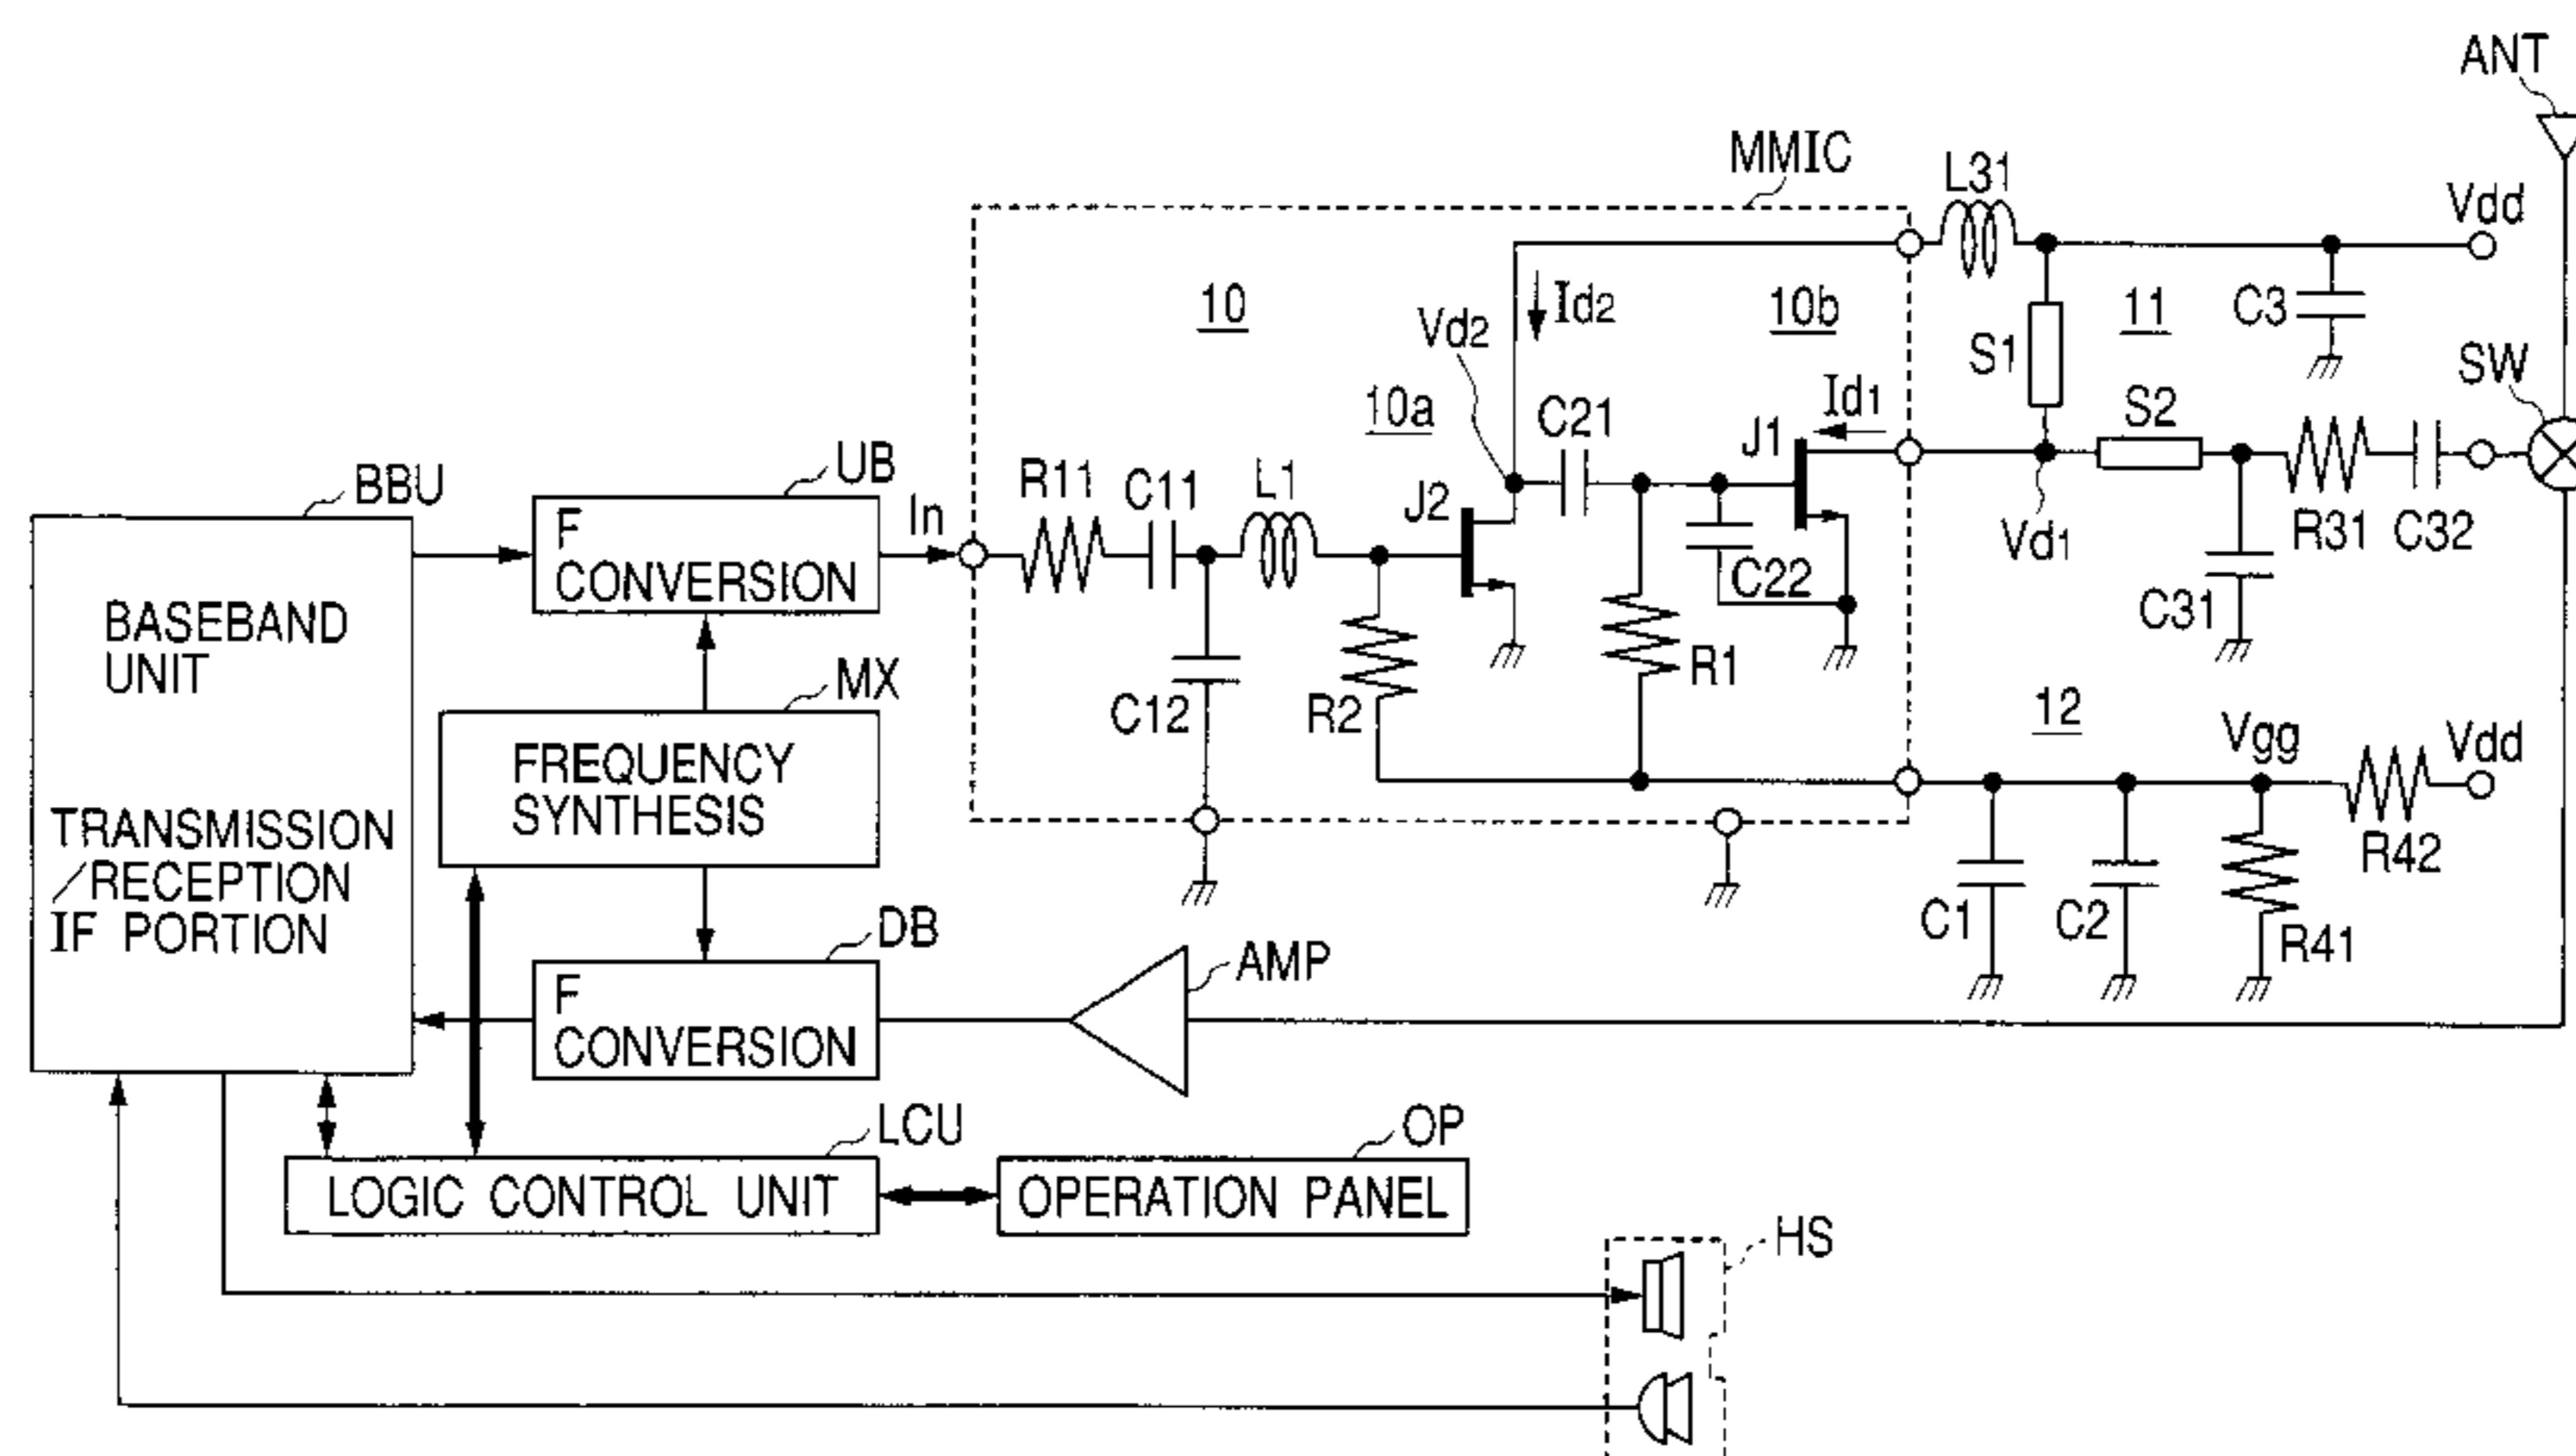 ANT
MMIC
L31
Vdd
10
Id2
10b
11
C3
Vd2
S1
SW
10a
C21
Id1
S2
J1
BBU
UB
In
R11
C11
L1
J2
Vd1
R31
C32
F
CONVERSION
C22
C31
BASEBAND
UNIT
MX
C12
R2
R1
12
Vgg
Vdd
FREQUENCY
SYNTHESIS
TRANSMISSION
/RECEPTION
IF PORTION
R42
DB
AMP
C1
C2
R41
F
CONVERSION
LCU
OP
LOGIC CONTROL UNIT
OPERATION PANEL
HS